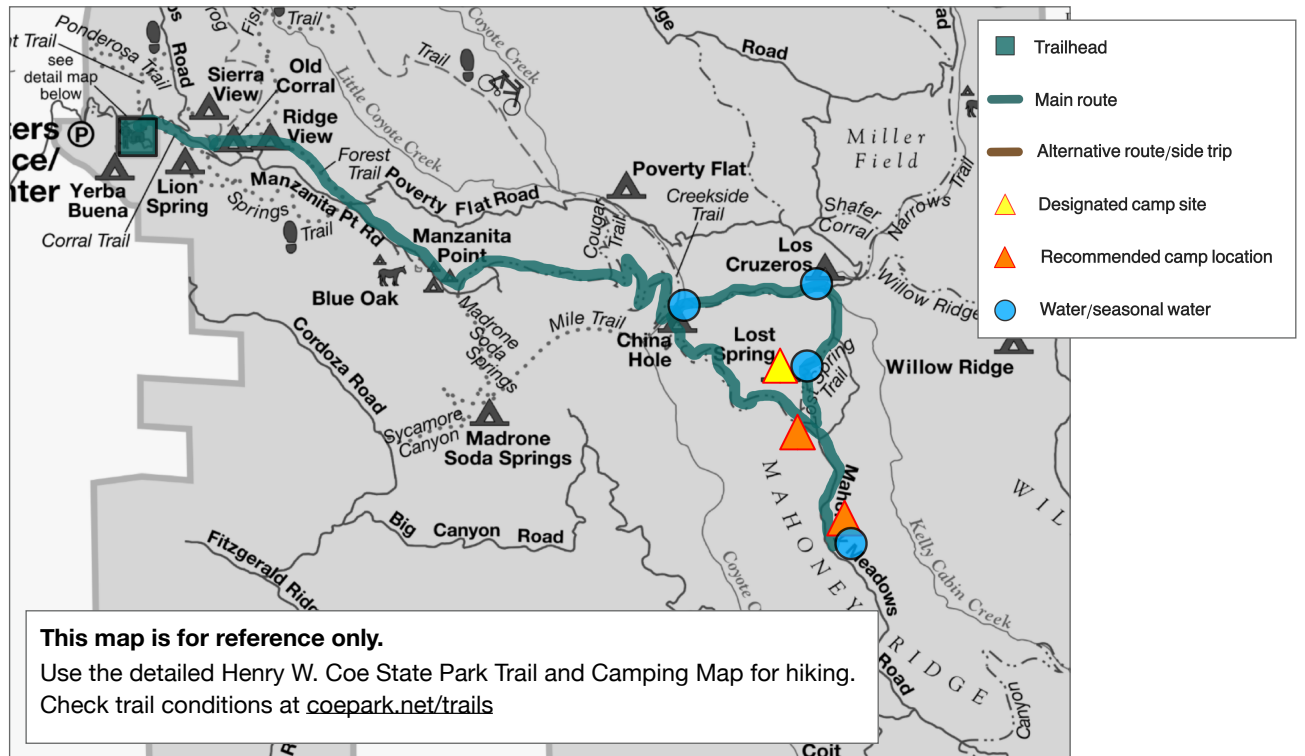 Ponderosa
Trail
nt Trail
see
detail map
below
Road
Trail
Sierra
View
Old
Corral
Ridge
View
P
Yerba
Buena
Lion
Spring
Corral Trail
Springs
Trail
Manzanita Pt Rd
Forest
Trail
Poverty
Flat Road
Little Coyote Creek
Coyote Creek
Trail
Road
Miller
Field
Narrows
Trail
Poverty Flat
Creekside
Trail
Cougar
Trail
Shafer
Corral
Los
Cruzeros
Willow Ridge
Willow Ridge
Manzanita
Point
Blue Oak
Madrone
Soda
Springs
Mile Trail
China
Hole
Lost
Spring
Spring
Trail
Cordoza Road
Sycamore
Canyon
Madrone
Soda Springs
Big
Canyon
Road
Fitzgerald Ridg
MAHONEY
RIDGE
Meadows
Road
Kelly Cabin Creek
Coyote C
WIL
Canyon
Coit
Trailhead
Main route
Alternative route/side trip
Designated camp site
Recommended camp location
Water/seasonal water
This map is for reference only.
Use the detailed Henry W. Coe State Park Trail and Camping Map for hiking.
Check trail conditions at coepark.net/trails